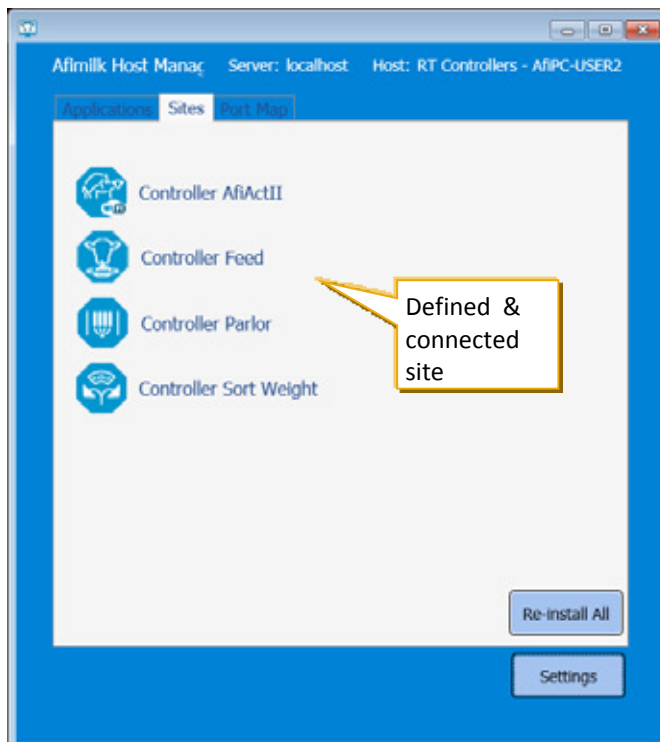 Afimilk Host Manag Server: localhost Host: RT Controllers - AfiPC-USER2
Applications Sites Port Map
Controller AfiActII
Controller Feed
Controller Parlor
Controller Sort Weight
Defined &
connected
site
Re-install All
Settings